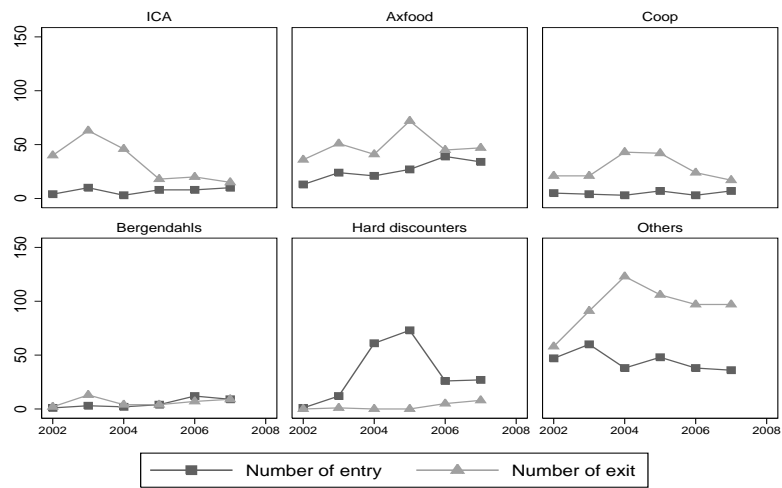 ICA Axfood Coop
150
100
50
0
Bergendahls Hard discounters Others
150
100
50
0
2002 2004 2006 2008 2002 2004 2006 2008 2002 2004 2006 2008
Number of entry Number of exit